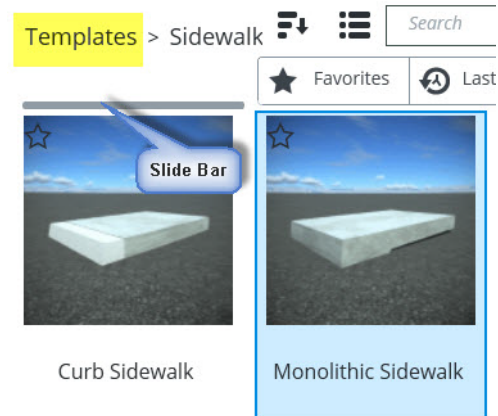 Templates > Sidewalk
Search
Favorites
Last
Slide Bar
Curb Sidewalk
Monolithic Sidewalk